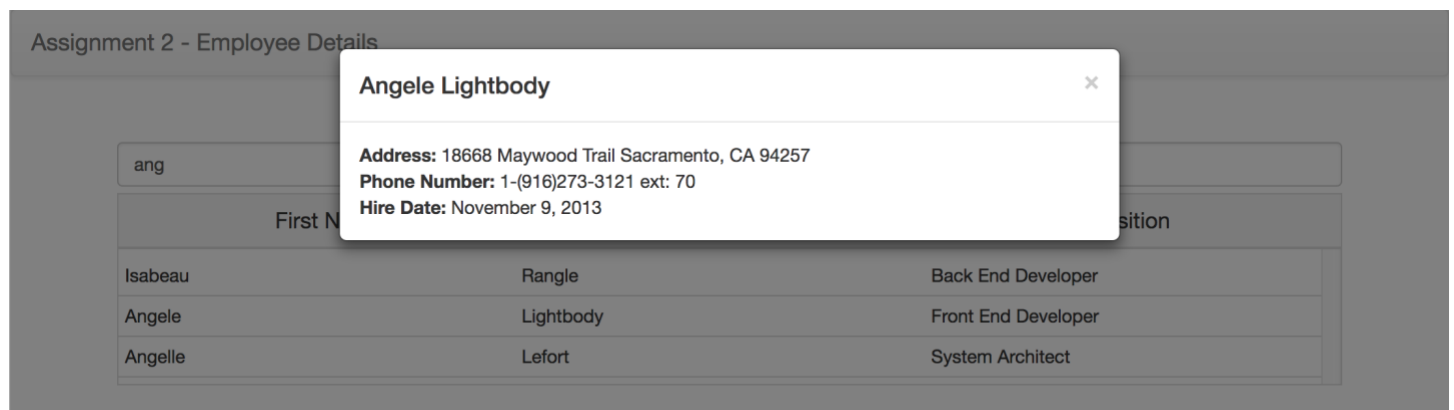 Assignment 2 - Employee Details
Angele Lightbody ×
Address: 18668 Maywood Trail Sacramento, CA 94257
Phone Number: 1-(916)273-3121 ext: 70
Hire Date: November 9, 2013
ang
First N sition
Isabeau Rangle Back End Developer
Angele Lightbody Front End Developer
Angelle Lefort System Architect